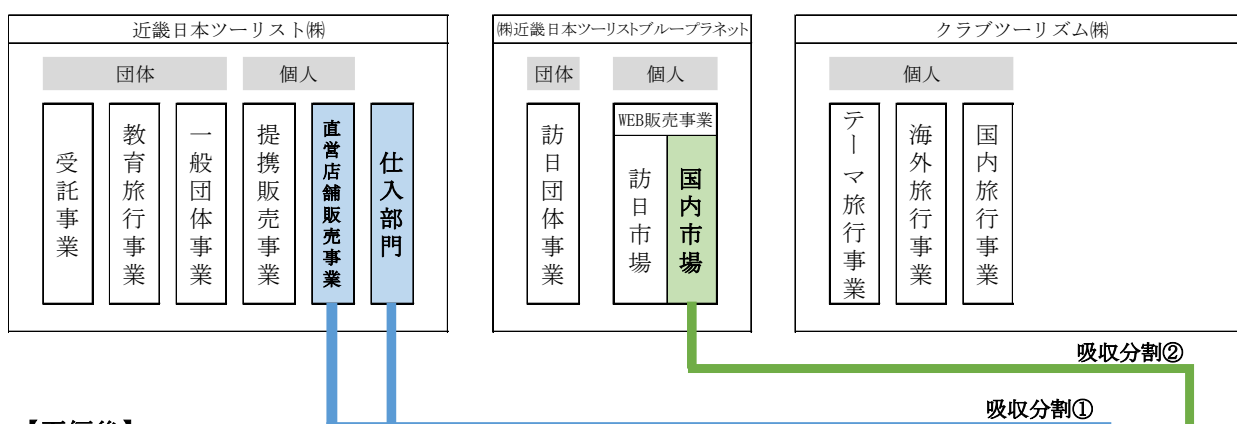 近畿日本ツーリスト㈱
団体
個人
受託事業
教育旅行事業
一般団体事業
提携販売事業
直営店舗販売事業
仕入部門
㈱近畿日本ツーリストブループラネット
団体
個人
訪日団体事業
WEB販売事業
訪日市場
国内市場
クラブツーリズム㈱
個人
テーマ旅行事業
海外旅行事業
国内旅行事業
吸収分割②
吸収分割①